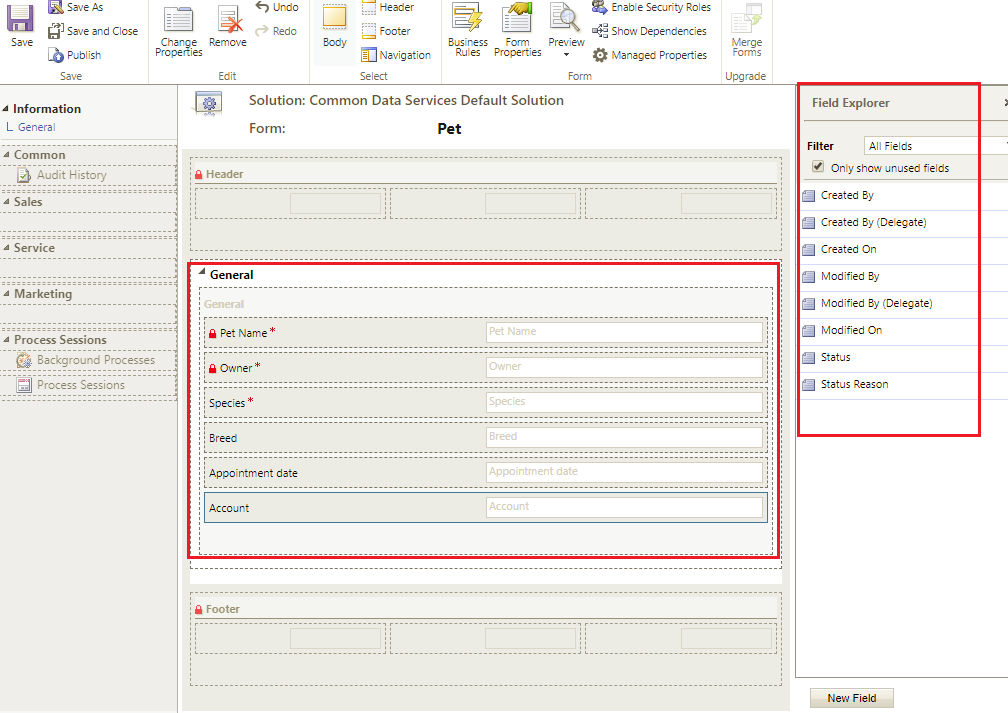 Save
Save As
Save and Close
Publish
Save
Change
Properties
Remove
Undo
Redo
Edit
Body
Header
Footer
Navigation
Select
Business
Rules
Form
Properties
Preview
Enable Security Roles
Show Dependencies
Managed Properties
Form
Merge
Forms
Upgrade
Information
General
Common
Audit History
Sales
Service
Marketing
Process Sessions
Background Processes
Process Sessions
Solution: Common Data Services Default Solution
Form: Pet
Header
General
General
Pet Name * Pet Name
Owner * Owner
Species * Species
Breed Breed
Appointment date Appointment date
Account Account
Footer
Field Explorer
Filter All Fields
Only show unused fields
Created By
Created By (Delegate)
Created On
Modified By
Modified By (Delegate)
Modified On
Status
Status Reason
New Field